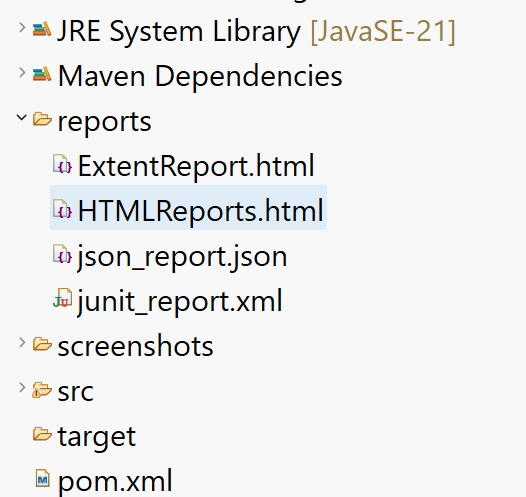 JRE System Library [JavaSE-21]
Maven Dependencies
reports
ExtentReport.html
HTMLReports.html
json_report.json
junit_report.xml
screenshots
src
target
pom.xml